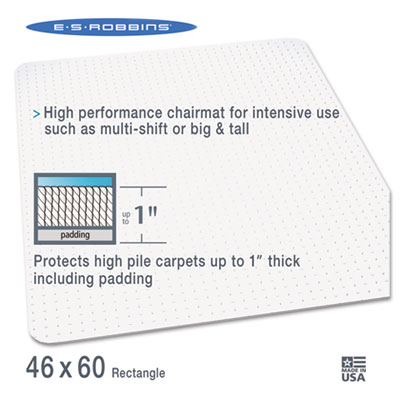 E·S·ROBBINS®
> High performance chairmat for intensive use
such as multi-shift or big & tall
up
to
1"
padding
Protects high pile carpets up to 1" thick
including padding
46 x 60 Rectangle
MADE IN
USA